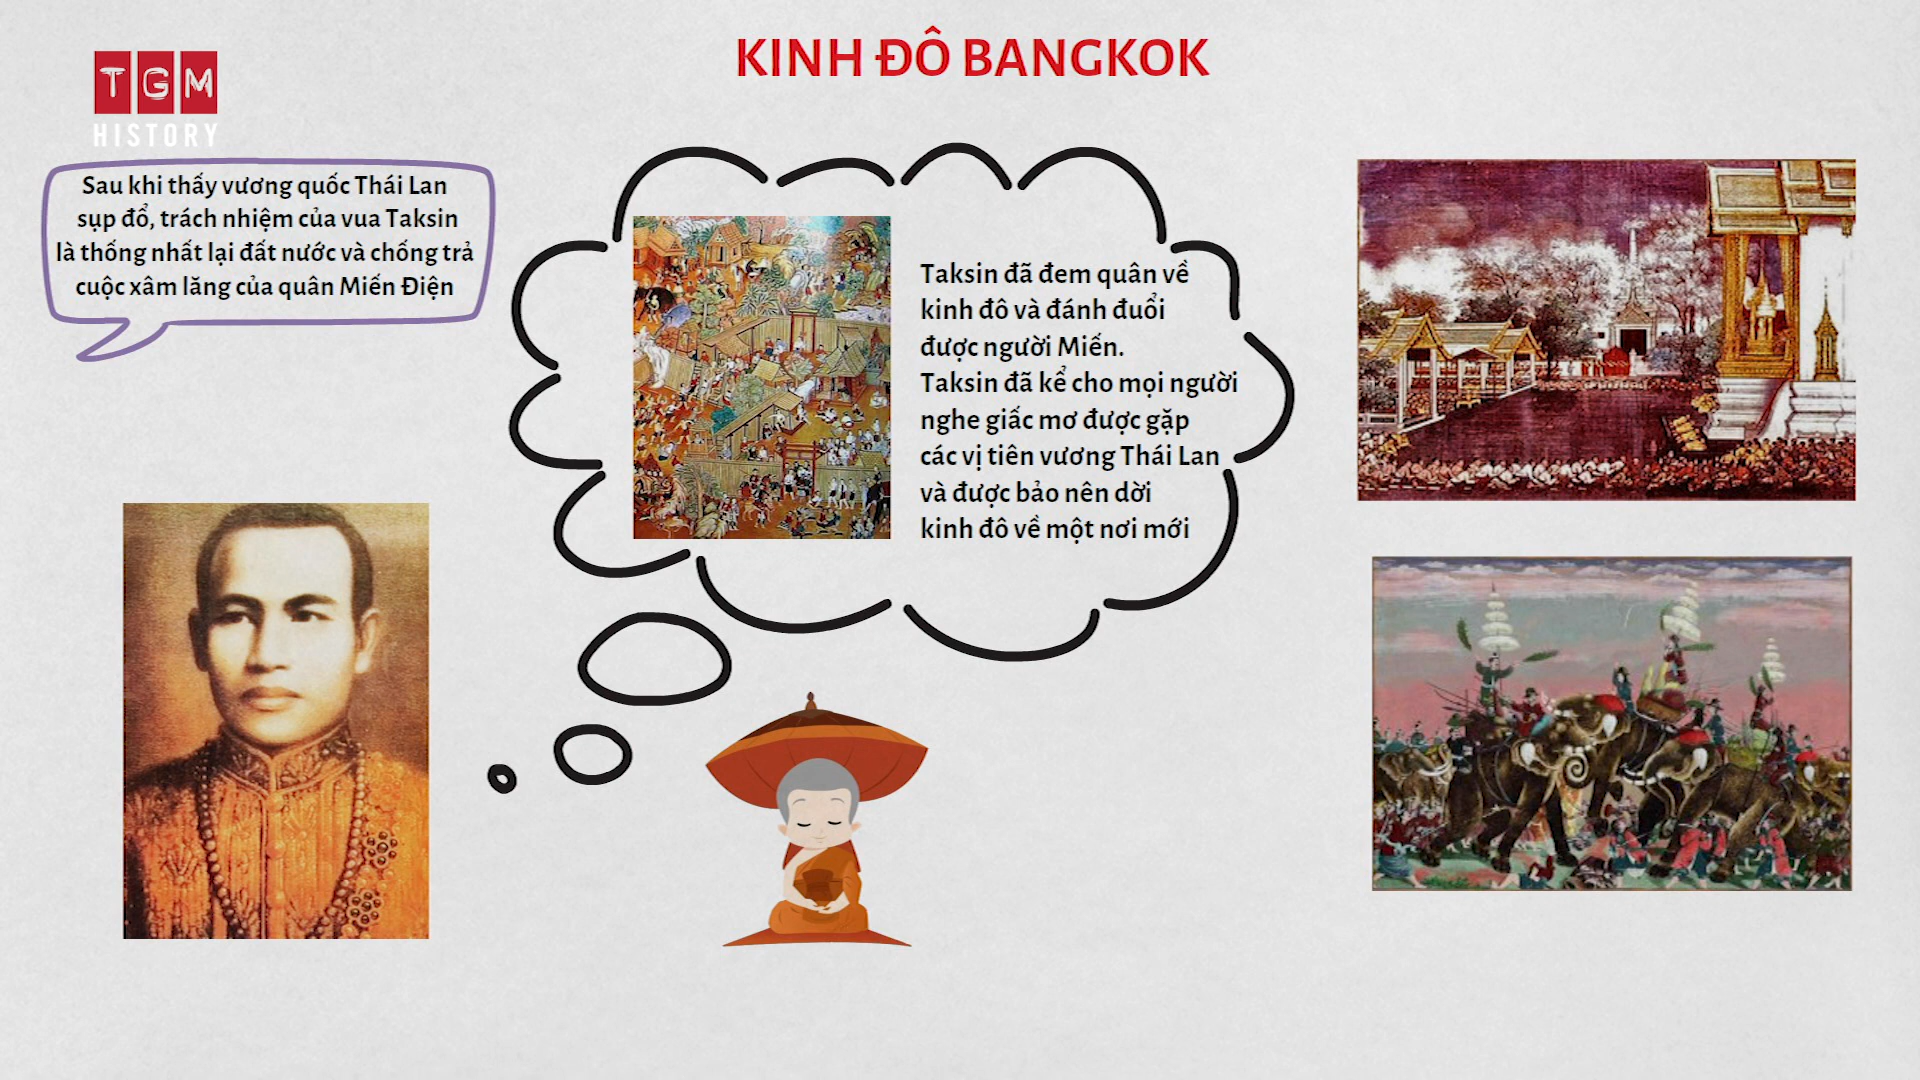 KINH ĐÔ BANGKOK
TGM
HISTORY
Sau khi thấy vương quốc Thái Lan
sụp đổ, trách nhiệm của vua Taksin
là thống nhất lại đất nước và chống trả
cuộc xâm lăng của quân Miến Điện
Taksin đã đem quân về
kinh đô và đánh đuổi
được người Miến.
Taksin đã kể cho mọi người
nghe giấc mơ được gặp
các vị tiên vương Thái Lan
và được bảo nên dời
kinh đô về một nơi mới